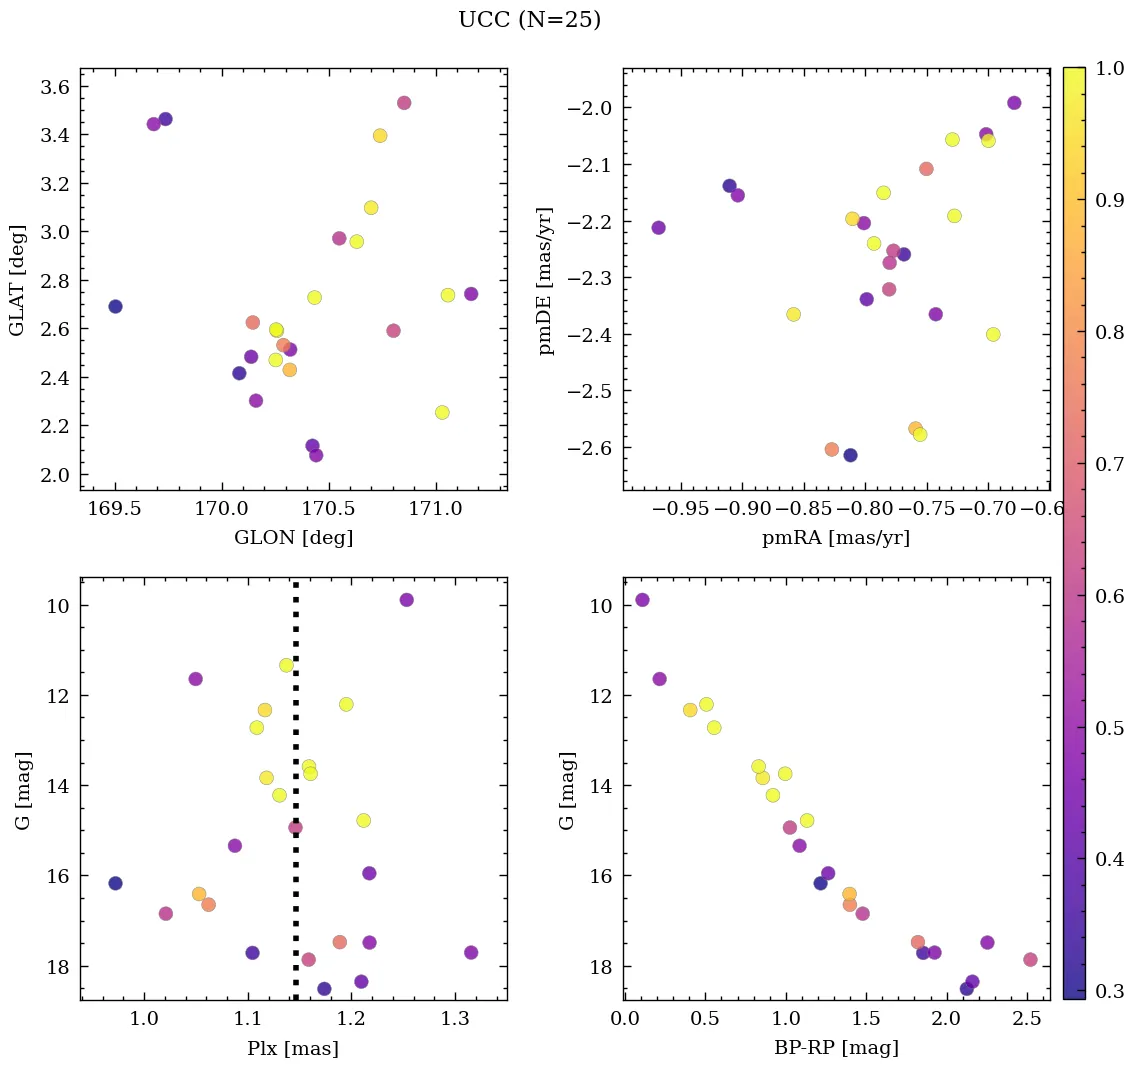 UCC (N=25)
3.6
3.4
3.2
3.0
2.8
2.6
2.4
2.2
2.0
GLAT [deg]
169.5 170.0 170.5 171.0
GLON [deg]
−2.0
−2.1
−2.2
−2.3
−2.4
−2.5
−2.6
pmDE [mas/yr]
−0.95 −0.90 −0.85 −0.80 −0.75 −0.70 −0.6
pmRA [mas/yr]
10
12
14
16
18
G [mag]
1.0 1.1 1.2 1.3
Plx [mas]
10
12
14
16
18
G [mag]
0.0 0.5 1.0 1.5 2.0 2.5
BP-RP [mag]
1.0
0.9
0.8
0.7
0.6
0.5
0.4
0.3